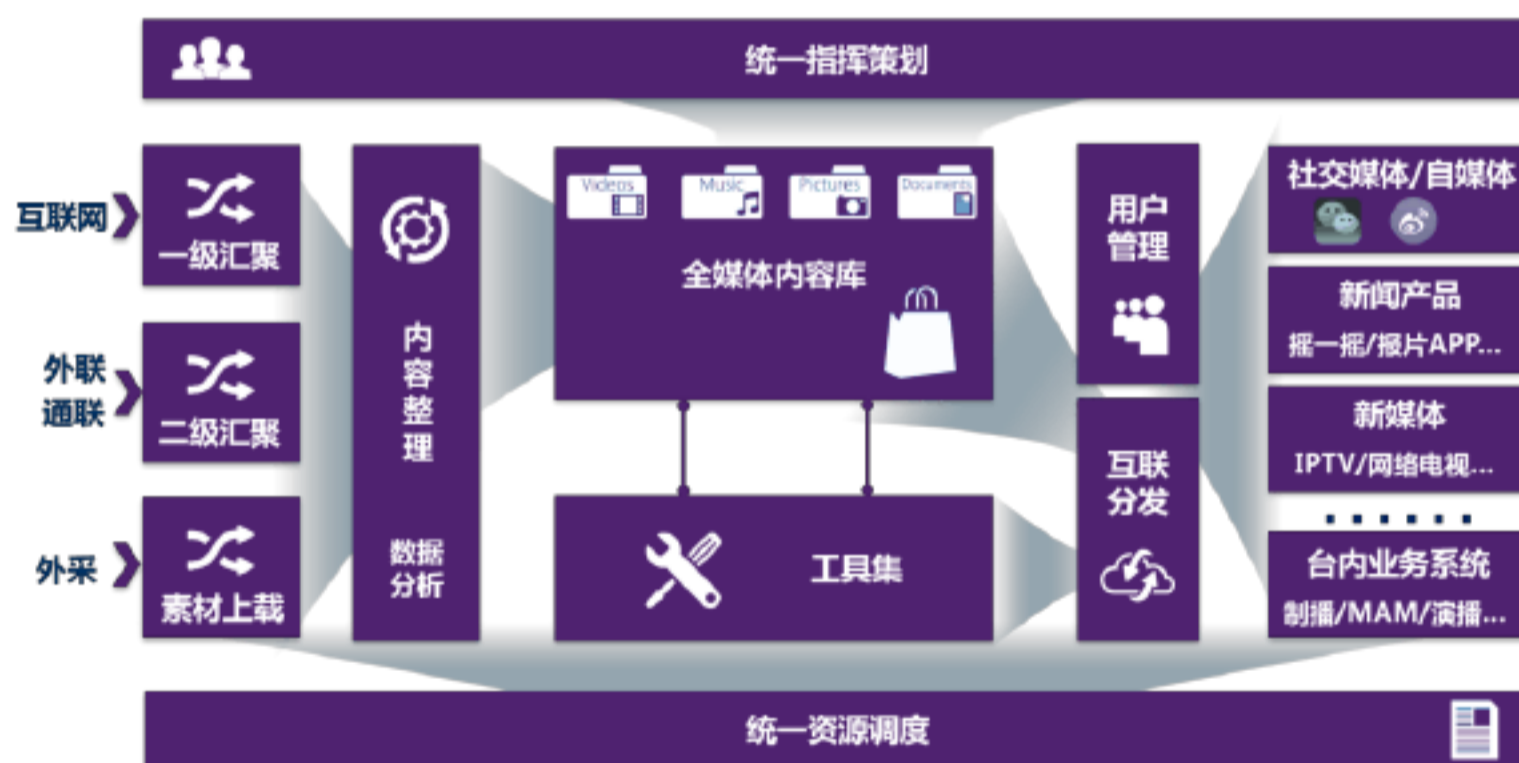 统一指挥策划
互联网
一级汇聚
外联
通联
二级汇聚
外采
素材上载
内
容
整
理
数据
分析
Videos
Music
Pictures
Documents
全媒体内容库
工具集
用户
管理
互联
分发
社交媒体/自媒体
新闻产品
摇一摇/报片APP...
新媒体
IPTV/网络电视...
······
台内业务系统
制播/MAM/演播...
统一资源调度